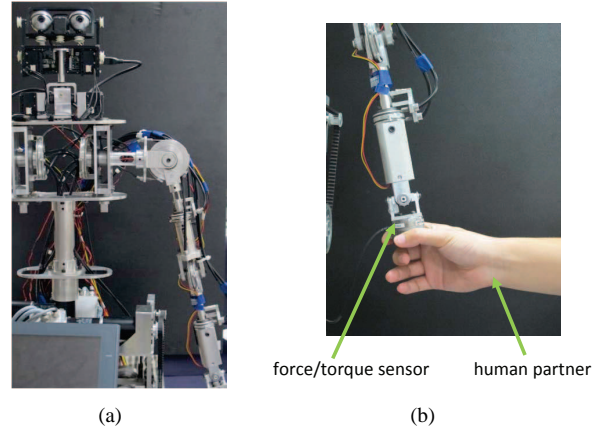 force/torque sensor
human partner
(a)
(b)